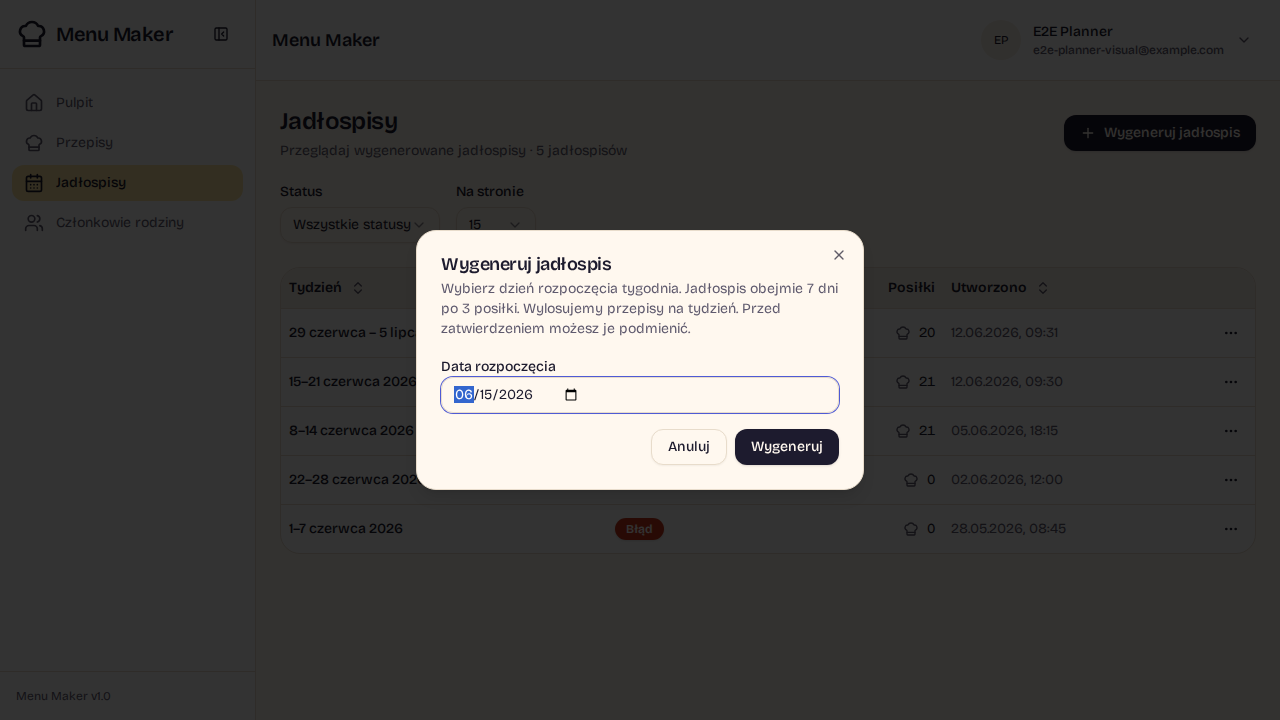 Menu Maker
Menu Maker
EP
E2E Planner
e2e-planner-visual@example.com
Pulpit
Przepisy
Jadłospisy
Członkowie rodziny
Jadłospisy
Przeglądaj wygenerowane jadłospisy · 5 jadłospisów
Wygeneruj jadłospis
Status
Na stronie
Wszystkie statusy
15
Tydzień
Posiłki
Utworzono
29 czerwca – 5 lipc
20
12.06.2026, 09:31
15–21 czerwca 2026
21
12.06.2026, 09:30
8–14 czerwca 2026
21
05.06.2026, 18:15
22–28 czerwca 202
0
02.06.2026, 12:00
1–7 czerwca 2026
Błąd
0
28.05.2026, 08:45
Wygeneruj jadłospis
Wybierz dzień rozpoczęcia tygodnia. Jadłospis obejmie 7 dni
po 3 posiłki. Wylosujemy przepisy na tydzień. Przed
zatwierdzeniem możesz je podmienić.
Data rozpoczęcia
06/15/2026
Anuluj
Wygeneruj
Menu Maker v1.0